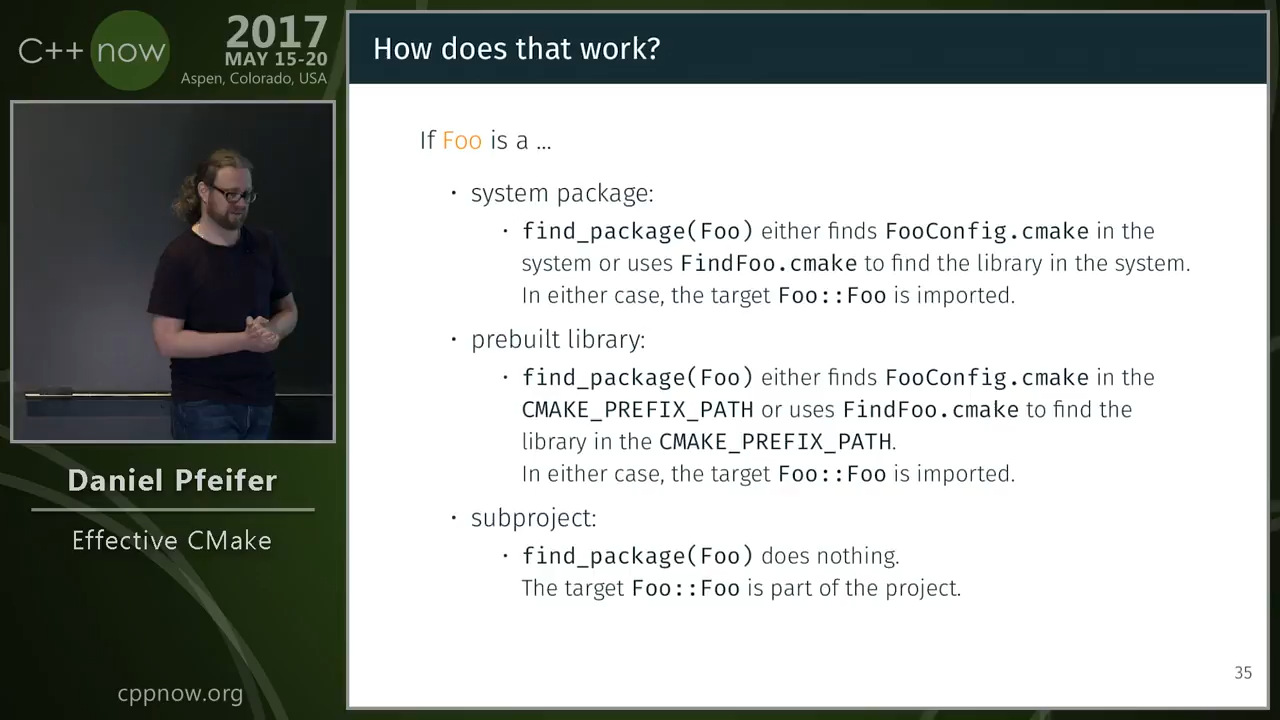 C++ now
2017
MAY 15-20
Aspen, Colorado, USA
Daniel Pfeifer
Effective CMake
cppnow.org
How does that work?
If Foo is a ...
· system package:
· find_package(Foo) either finds FooConfig.cmake in the
system or uses FindFoo.cmake to find the library in the system.
In either case, the target Foo::Foo is imported.
· prebuilt library:
· find_package(Foo) either finds FooConfig.cmake in the
CMAKE_PREFIX_PATH or uses FindFoo.cmake to find the
library in the CMAKE_PREFIX_PATH.
In either case, the target Foo::Foo is imported.
· subproject:
· find_package(Foo) does nothing.
The target Foo::Foo is part of the project.
35